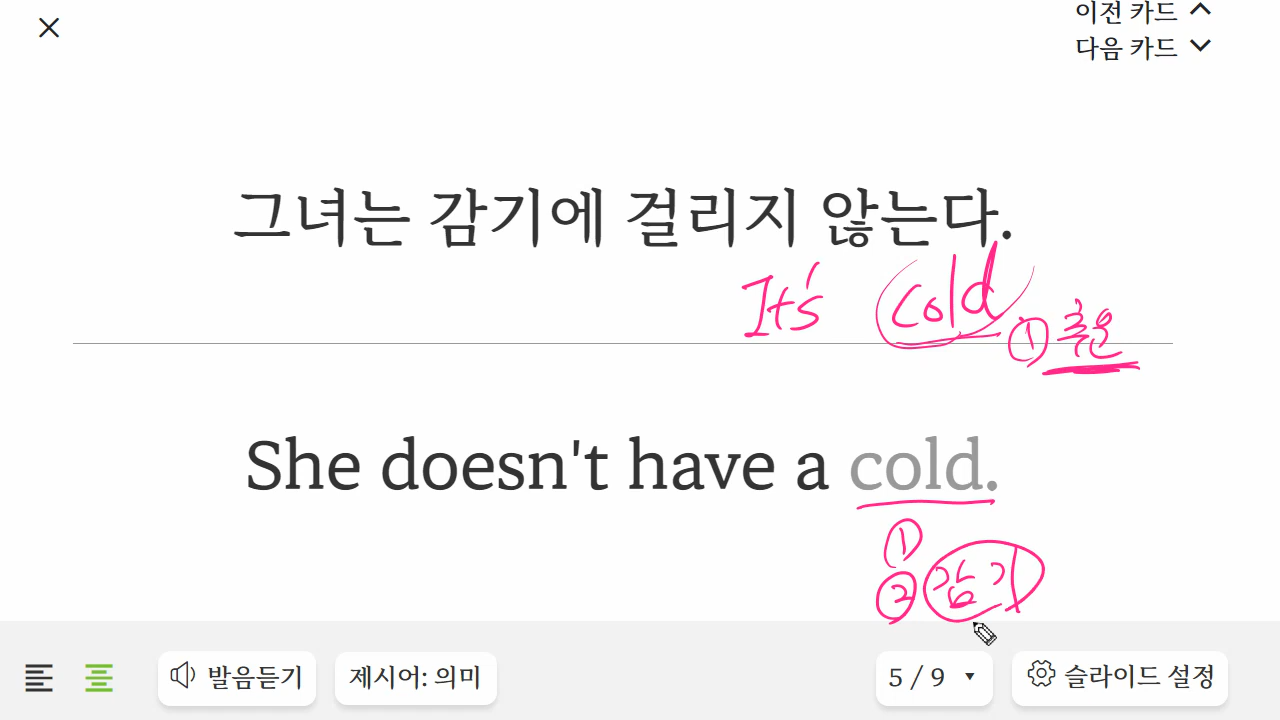 이전 카드
다음 카드
그녀는 감기에 걸리지 않는다.
It's cold
① 추운
She doesn't have a cold.
①
② 감기
발음듣기 제시어: 의미 5 / 9 슬라이드 설정